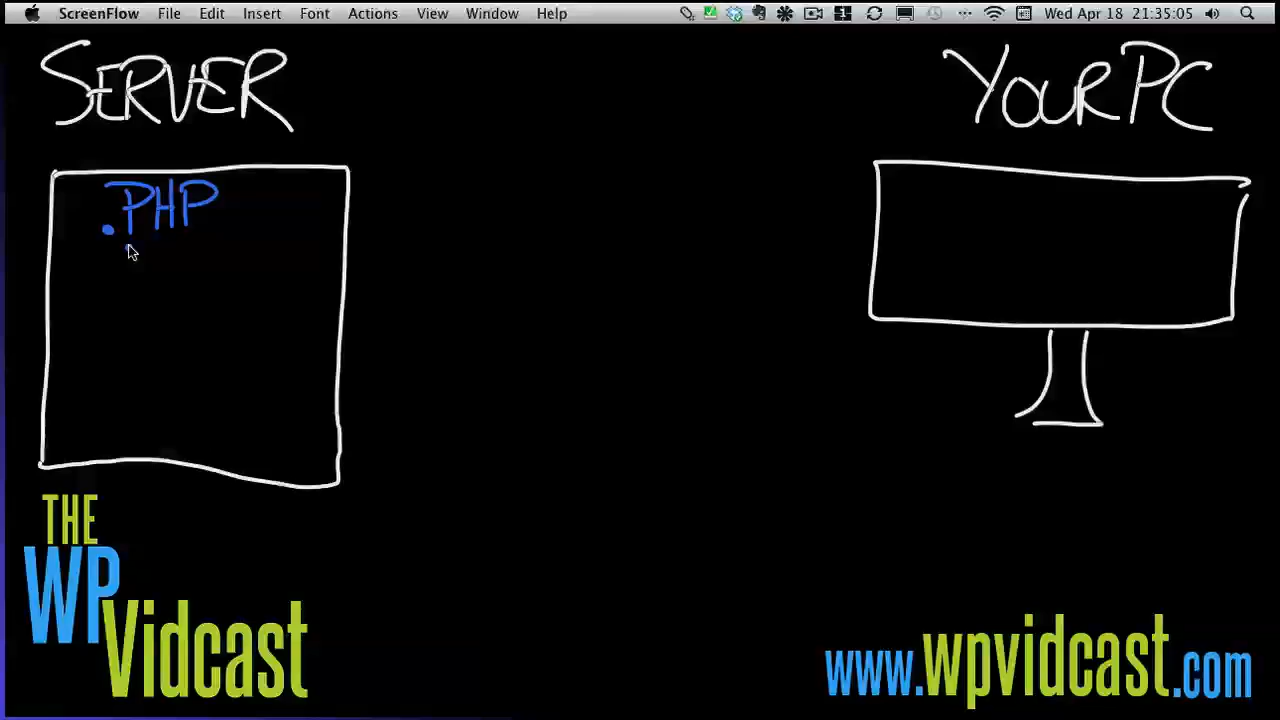 ScreenFlow File Edit Insert Font Actions View Window Help Wed Apr 18 21:35:05
SERVER
YOUR PC
.PHP
THE
WP
Vidcast
www.wpvidcast.com